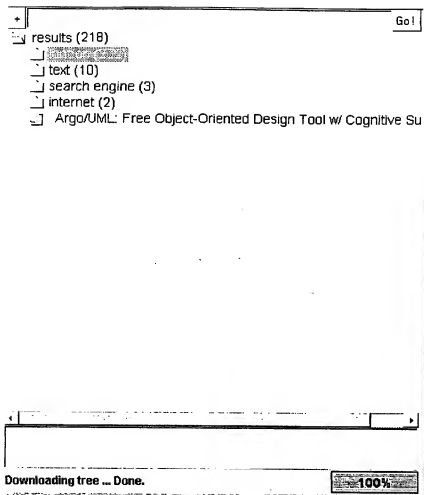 + Go!
results (218)
text (10)
search engine (3)
internet (2)
Argo/UML: Free Object-Oriented Design Tool w/ Cognitive Su
Downloading tree ... Done. 100%